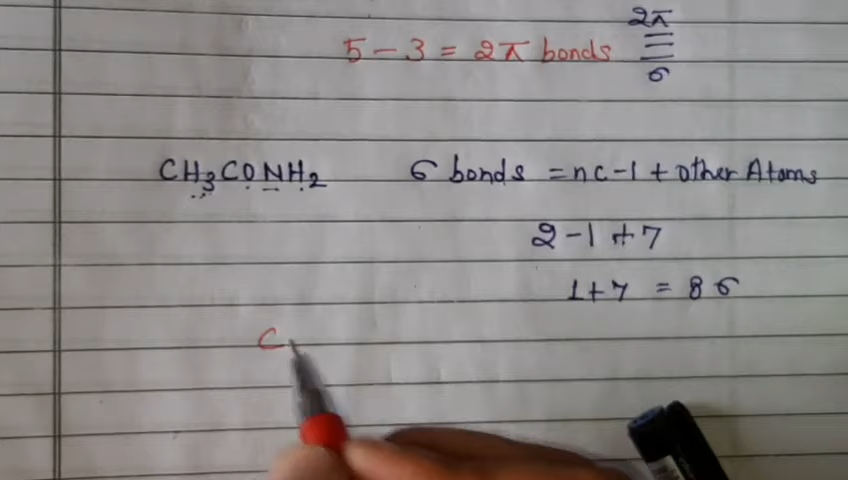 2π
5 - 3 = 2π bonds
σ
CH3CONH2 σ bonds = nc - 1 + other Atoms
2 - 1 + 7
1 + 7 = 8 σ
C